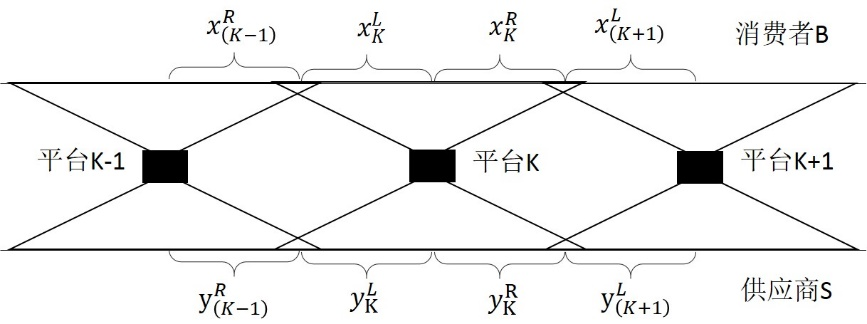 x^R_{(K−1)} x^L_K x^R_K x^L_{(K+1)} 消费者B
平台K-1 平台K 平台K+1
y^R_{(K−1)} y^L_K y^R_K y^L_{(K+1)} 供应商S